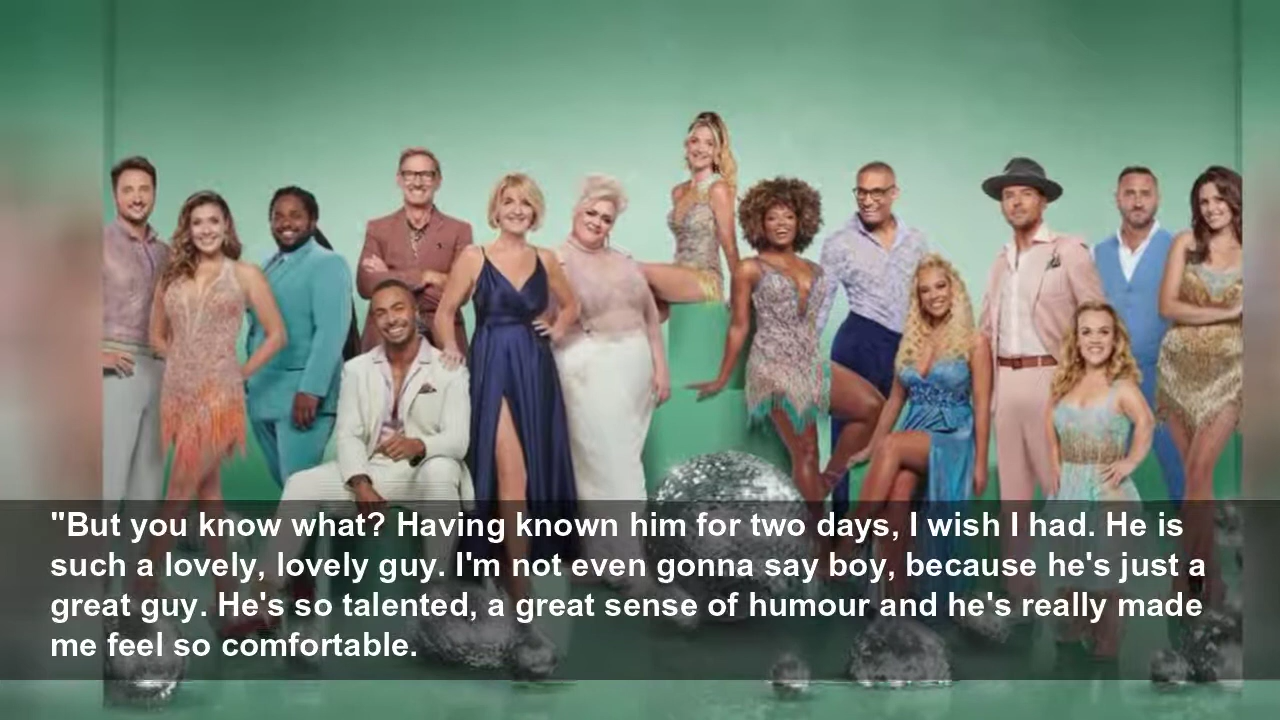 "But you know what? Having known him for two days, I wish I had. He is
such a lovely, lovely guy. I'm not even gonna say boy, because he's just a
great guy. He's so talented, a great sense of humour and he's really made
me feel so comfortable.